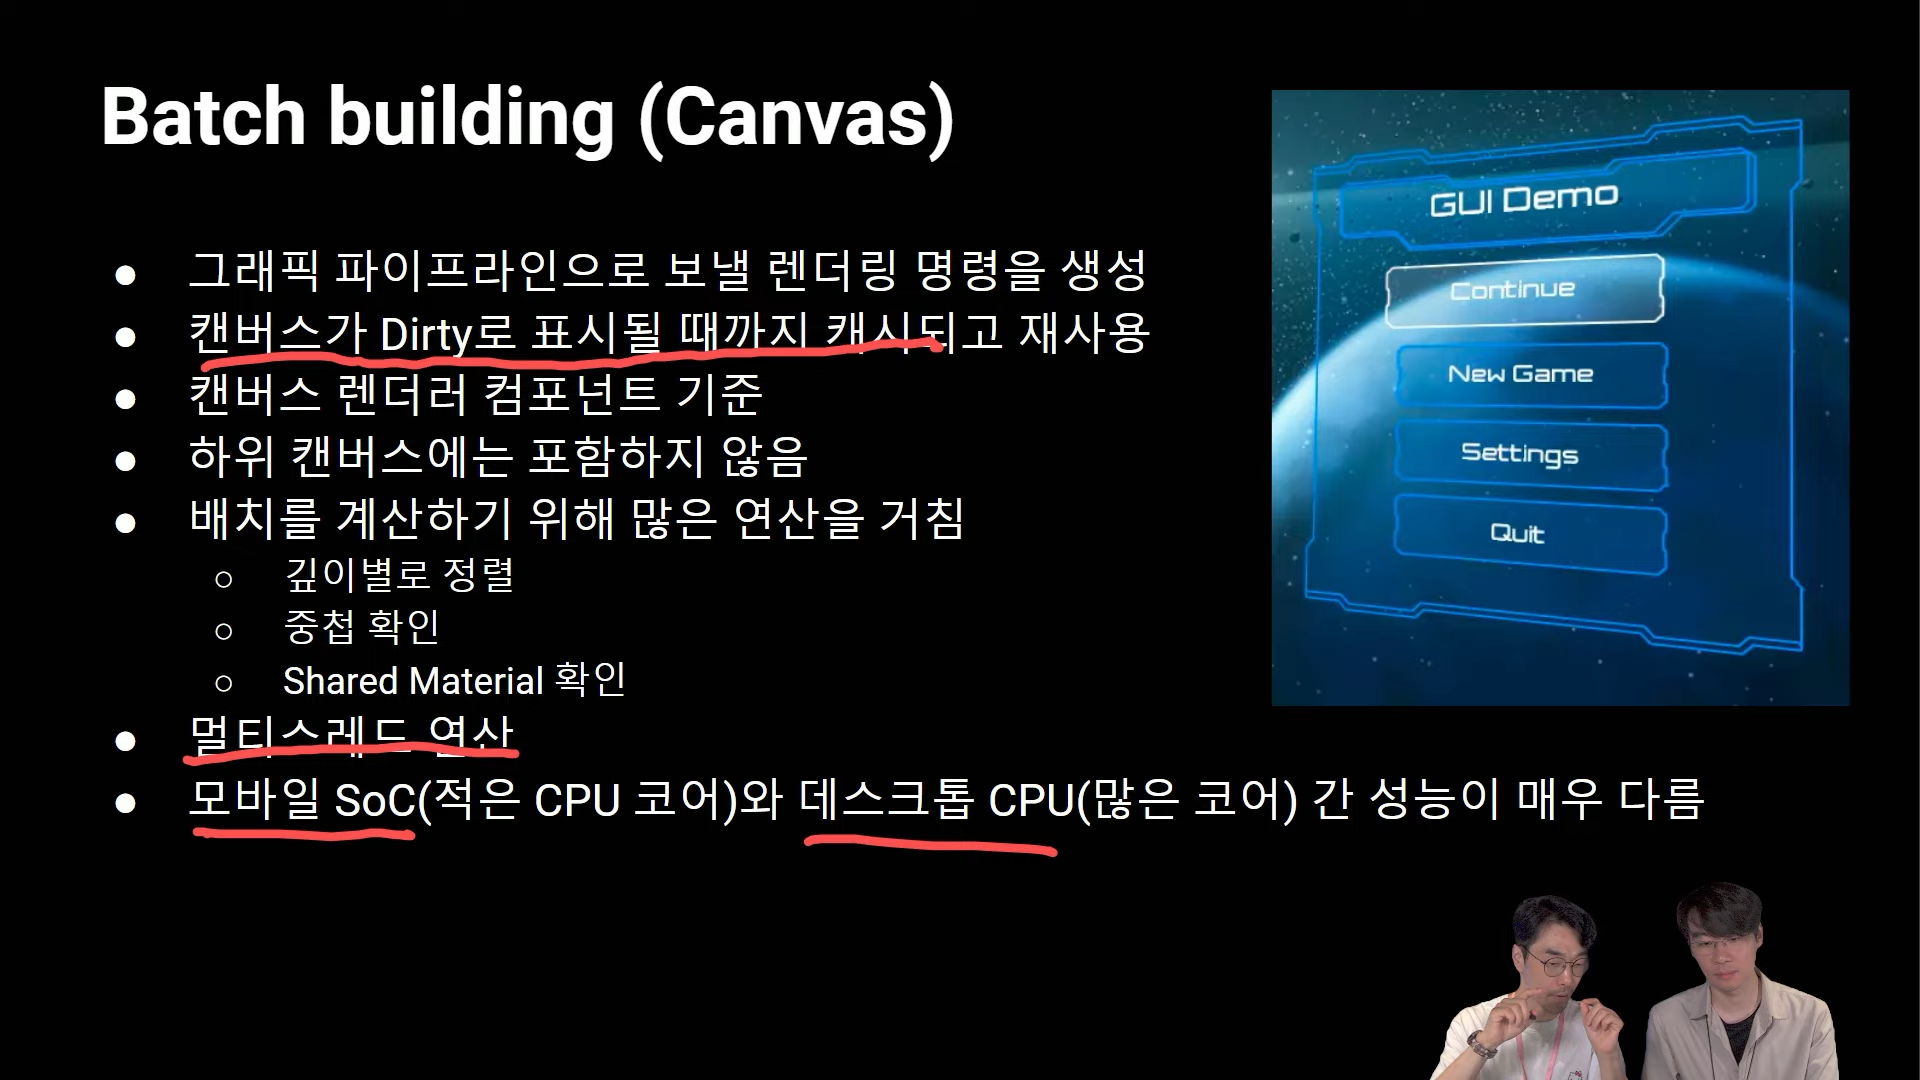 Batch building (Canvas)
● 그래픽 파이프라인으로 보낼 렌더링 명령을 생성
● 캔버스가 Dirty로 표시될 때까지 캐시되고 재사용
● 캔버스 렌더러 컴포넌트 기준
● 하위 캔버스에는 포함하지 않음
● 배치를 계산하기 위해 많은 연산을 거침
○ 깊이별로 정렬
○ 중첩 확인
○ Shared Material 확인
● 멀티스레드 연산
● 모바일 SoC(적은 CPU 코어)와 데스크톱 CPU(많은 코어) 간 성능이 매우 다름
GUI Demo
Continue
New Game
Settings
Quit